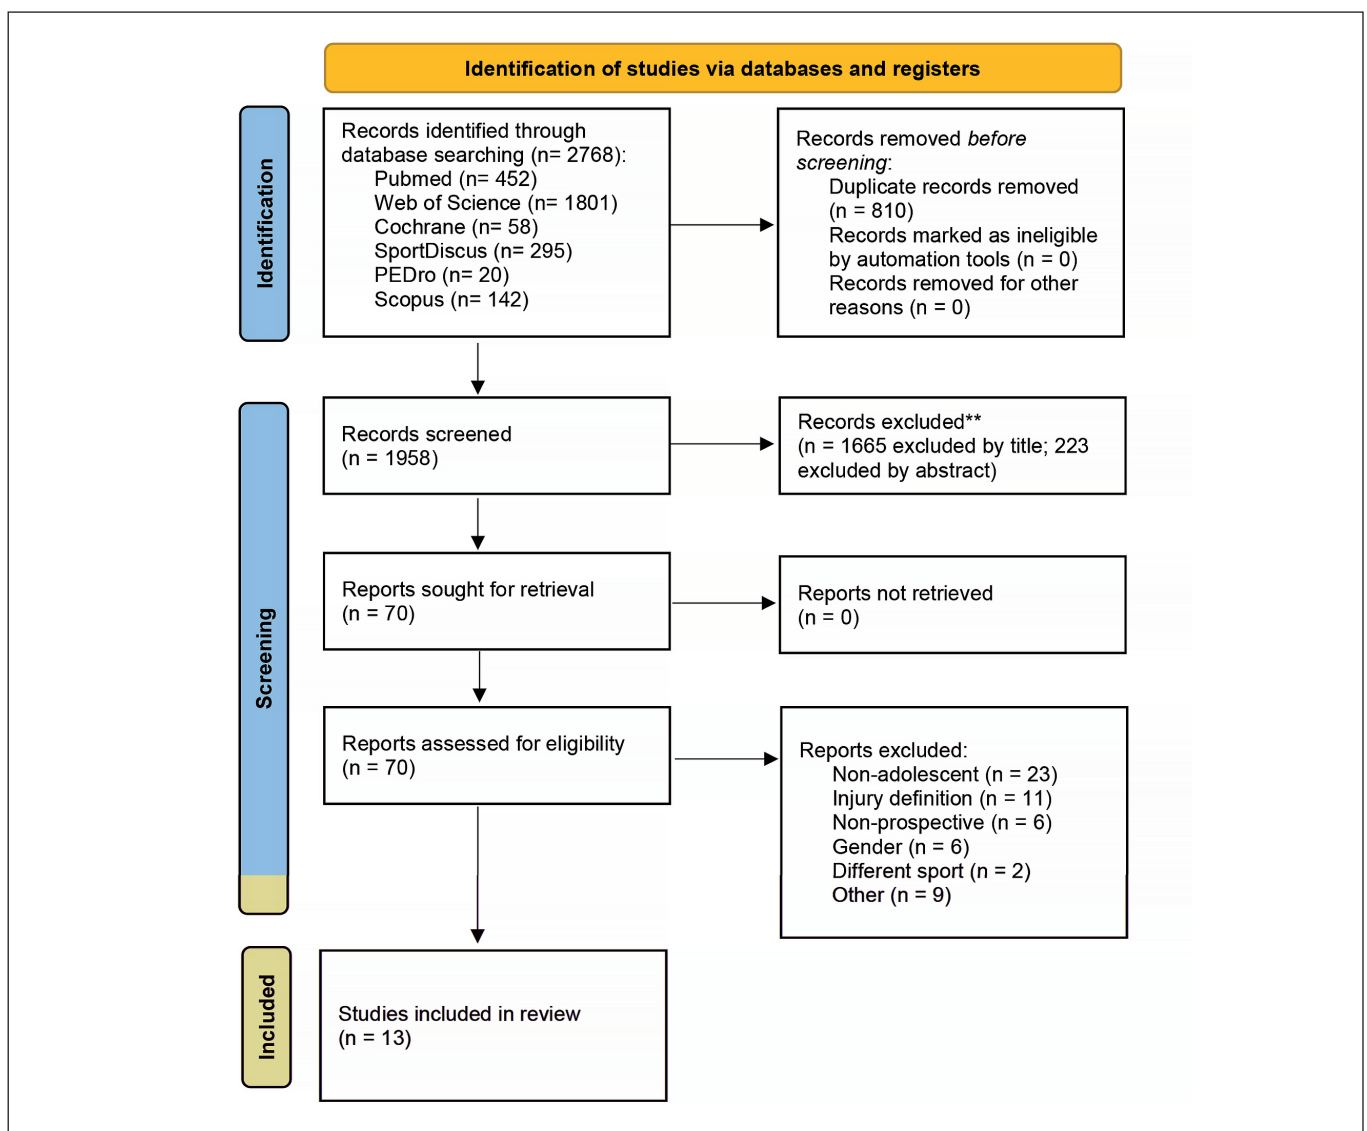 Identification of studies via databases and registers
Identification
Records identified through
database searching (n= 2768):
Pubmed (n= 452)
Web of Science (n= 1801)
Cochrane (n= 58)
SportDiscus (n= 295)
PEDro (n= 20)
Scopus (n= 142)
Records removed before
screening:
Duplicate records removed
(n = 810)
Records marked as ineligible
by automation tools (n = 0)
Records removed for other
reasons (n = 0)
Screening
Records screened
(n = 1958)
Records excluded**
(n = 1665 excluded by title; 223
excluded by abstract)
Reports sought for retrieval
(n = 70)
Reports not retrieved
(n = 0)
Reports assessed for eligibility
(n = 70)
Reports excluded:
Non-adolescent (n = 23)
Injury definition (n = 11)
Non-prospective (n = 6)
Gender (n = 6)
Different sport (n = 2)
Other (n = 9)
Included
Studies included in review
(n = 13)